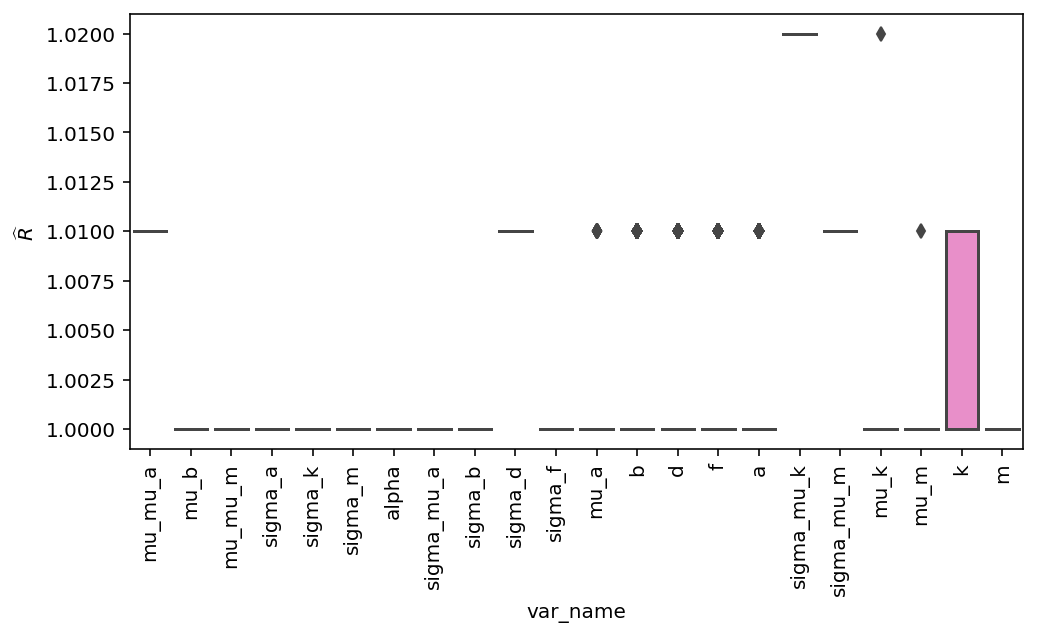 1.0200
1.0175
1.0150
1.0125
1.0100
1.0075
1.0050
1.0025
1.0000
R̂
mu_mu_a
mu_b
mu_mu_m
sigma_a
sigma_k
sigma_m
alpha
sigma_mu_a
sigma_b
sigma_d
sigma_f
mu_a
b
d
f
a
sigma_mu_k
sigma_mu_m
mu_k
mu_m
k
m
var_name